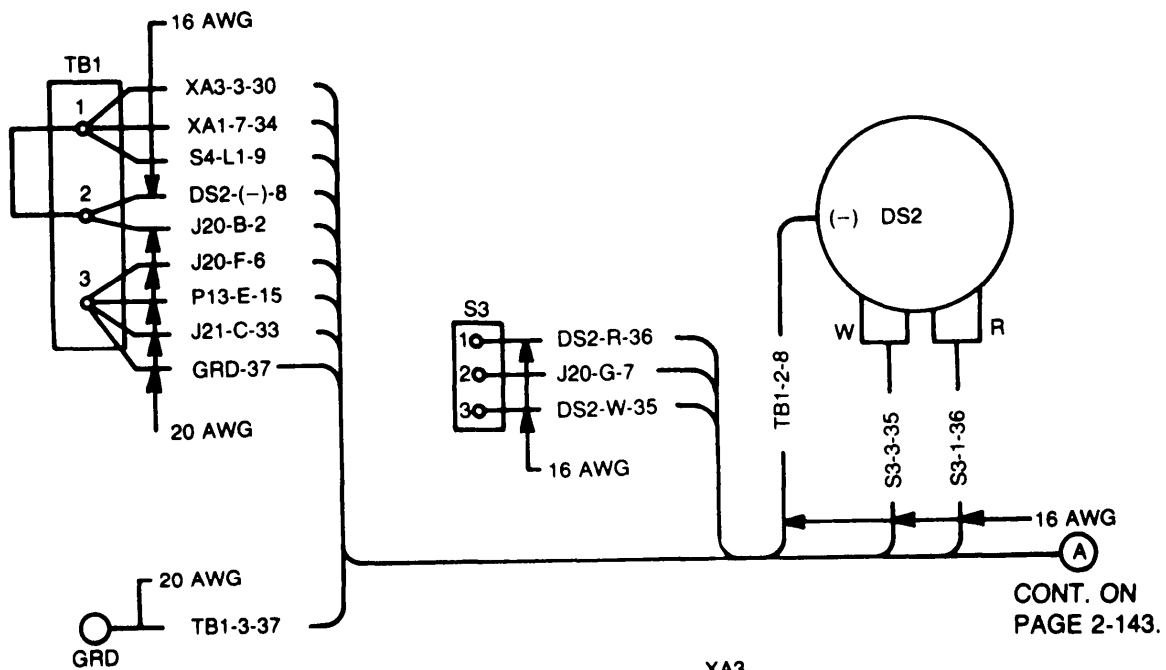 16 AWG
TB1
1
XA3-3-30
XA1-7-34
S4-L1-9
2
DS2-(−)-8
J20-B-2
3
J20-F-6
P13-E-15
J21-C-33
GRD-37
20 AWG
S3
1
DS2-R-36
2
J20-G-7
3
DS2-W-35
16 AWG
(−) DS2
W
R
TB1-2-8
S3-3-35
S3-1-36
16 AWG
A
CONT. ON
PAGE 2-143.
20 AWG
TB1-3-37
GRD
XA3